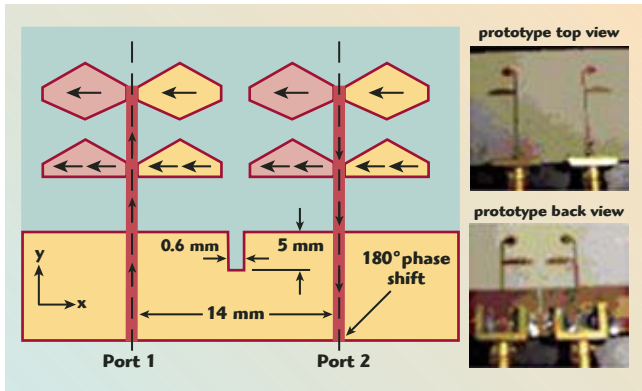 prototype top view
prototype back view
0.6 mm
5 mm
180° phase
shift
y
x
14 mm
Port 1
Port 2